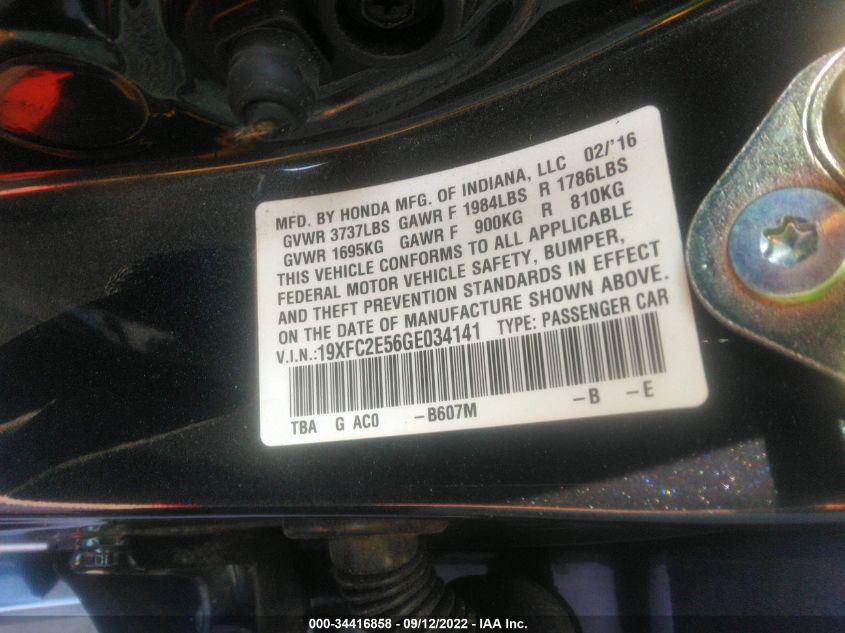 MFD. BY HONDA MFG. OF INDIANA, LLC 02/'16
GVWR 3737LBS GAWR F 1984LBS R 1786LBS
GVWR 1695KG GAWR F 900KG R 810KG
THIS VEHICLE CONFORMS TO ALL APPLICABLE
FEDERAL MOTOR VEHICLE SAFETY, BUMPER,
AND THEFT PREVENTION STANDARDS IN EFFECT
ON THE DATE OF MANUFACTURE SHOWN ABOVE.
V.I.N.:19XFC2E56GE034141 TYPE: PASSENGER CAR
TBA G AC0 -B607M -B -E
000-34416858 - 09/12/2022 - IAA Inc.